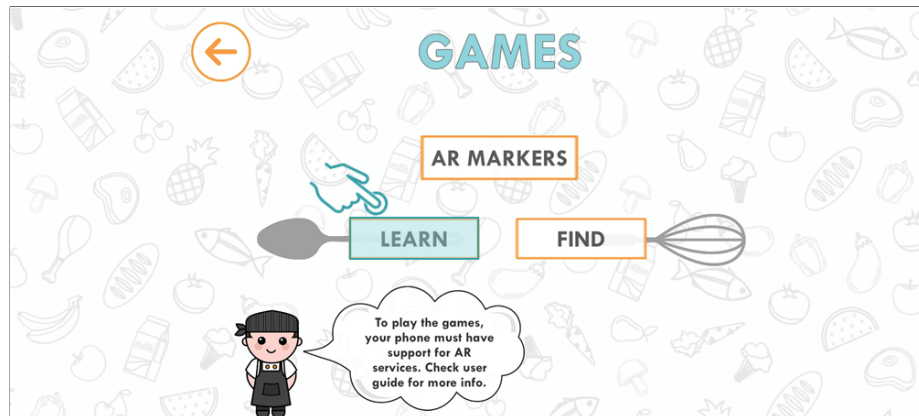 GAMES
AR MARKERS
LEARN
FIND
To play the games,
your phone must have
support for AR
services. Check user
guide for more info.